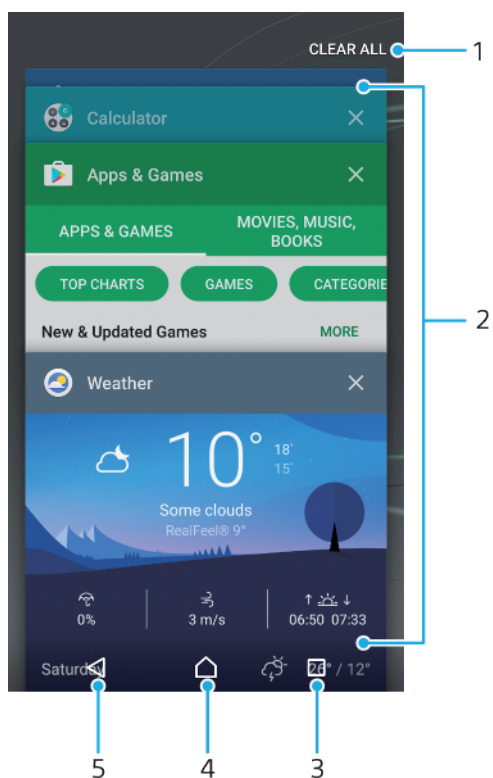 CLEAR ALL
1
Calculator
Apps & Games
APPS & GAMES
MOVIES, MUSIC,
BOOKS
TOP CHARTS
GAMES
CATEGORIE
2
New & Updated Games
MORE
Weather
10°
18°
15°
Some clouds
RealFeel® 9°
0%
3 m/s
↑ ↓
06:50 07:33
Saturday
26° / 12°
5
4
3